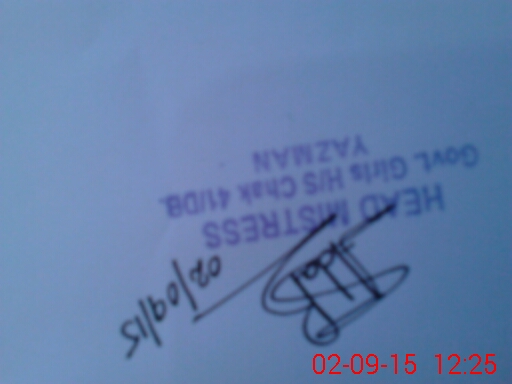 02/09/15
HEAD MISTRESS
Govt. Girls H/S Chak 41/DB.
YAZMAN
02-09-15 12:25